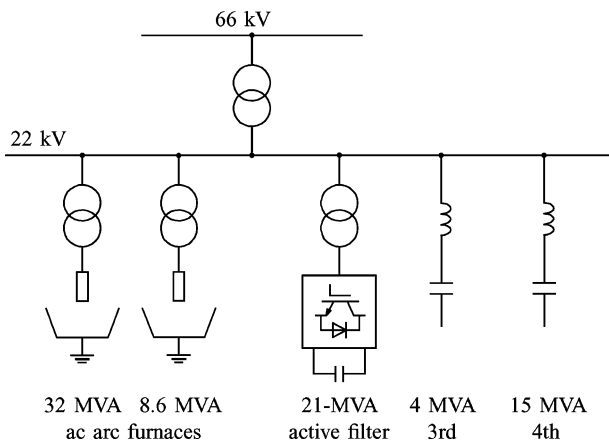 66 kV
22 kV
32 MVA 8.6 MVA 21-MVA 4 MVA 15 MVA
ac arc furnaces active filter 3rd 4th